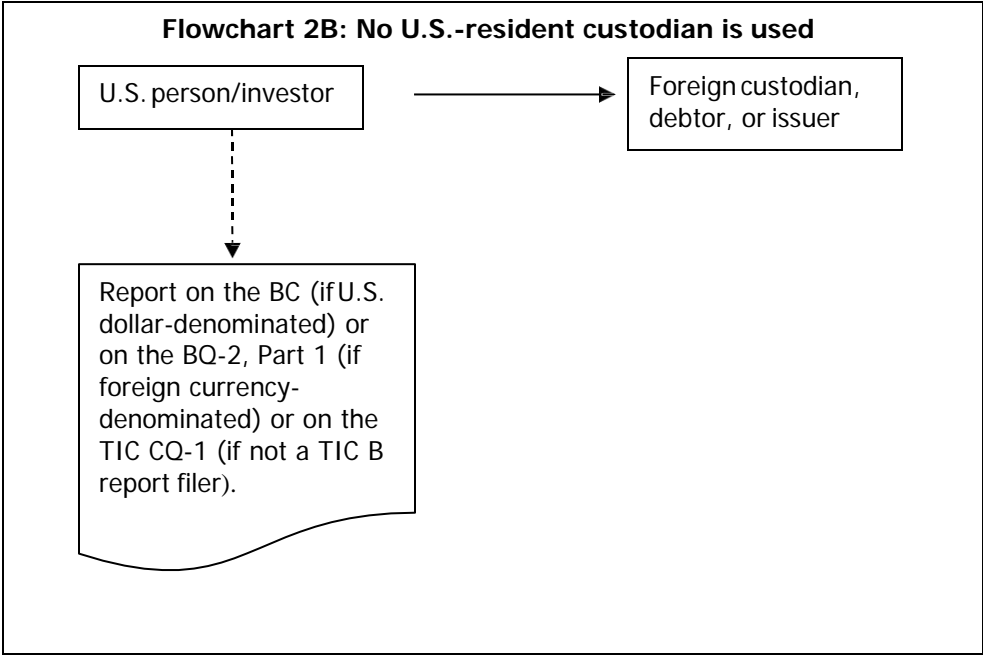 Flowchart 2B: No U.S.-resident custodian is used
U.S. person/investor
Foreign custodian,
debtor, or issuer
Report on the BC (if U.S.
dollar-denominated) or
on the BQ-2, Part 1 (if
foreign currency-
denominated) or on the
TIC CQ-1 (if not a TIC B
report filer).